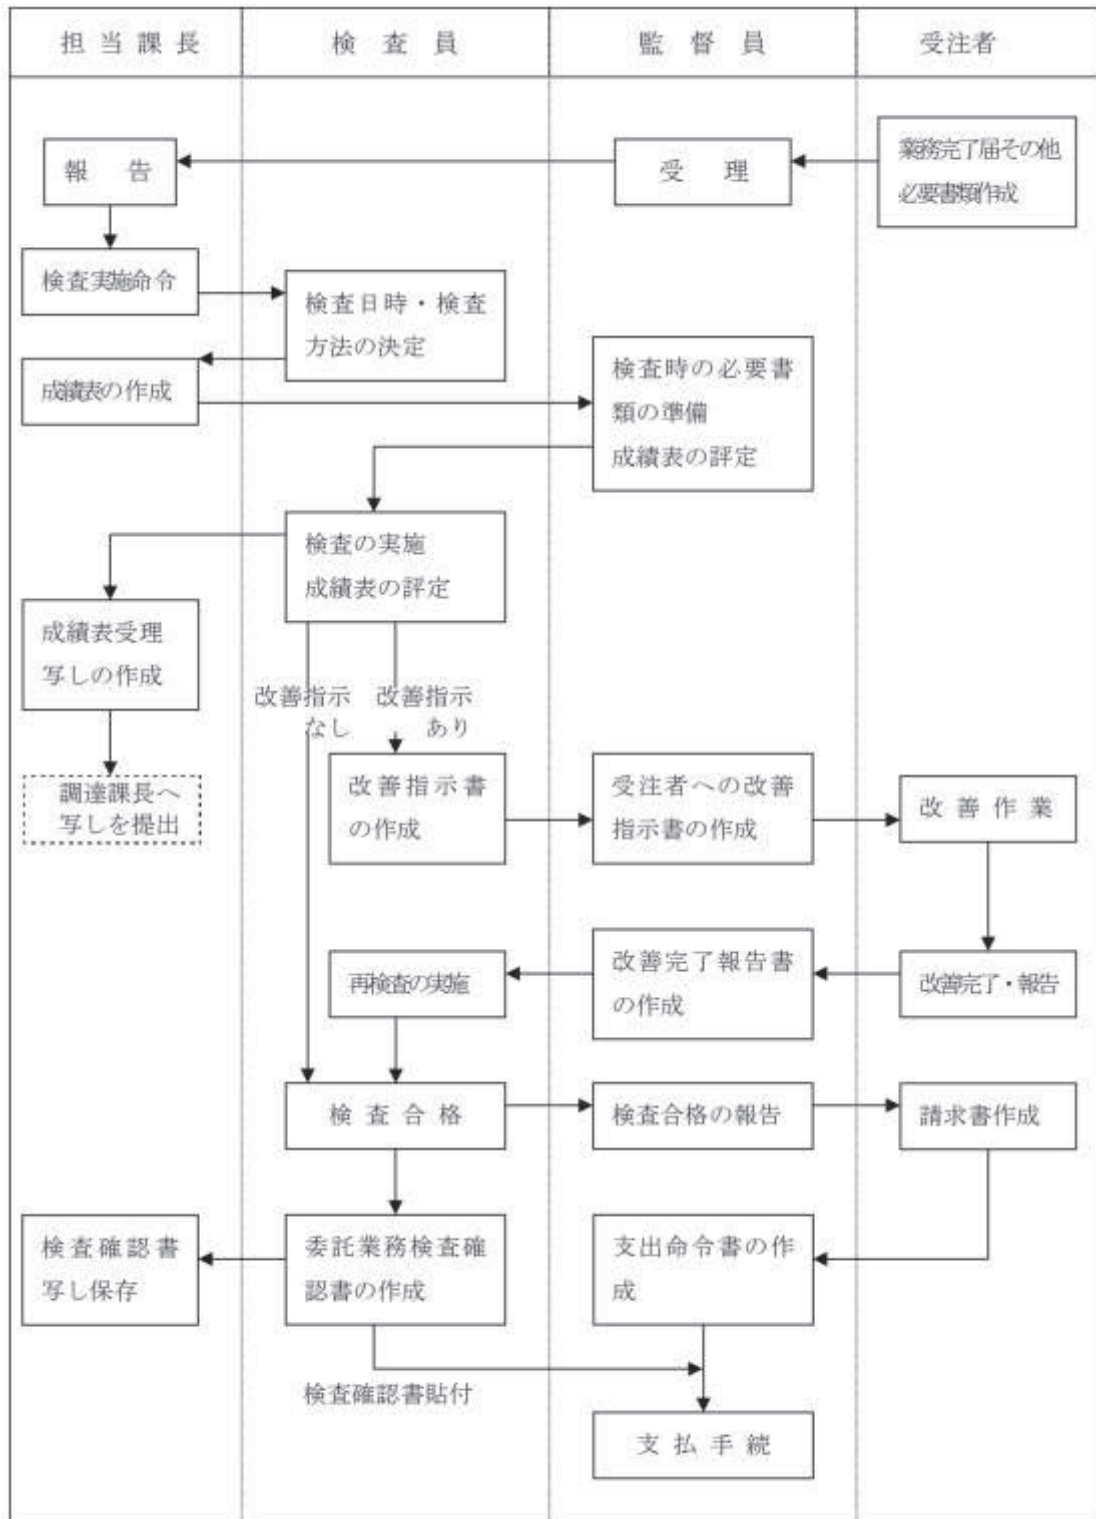 担当課長
検査員
監督員
受注者
報告
受理
業務完了届その他
必要書類作成
検査実施命令
検査日時・検査
方法の決定
成績表の作成
検査時の必要書
類の準備
成績表の評定
検査の実施
成績表の評定
成績表受理
写しの作成
改善指示
なし
改善指示
あり
調達課長へ
写しを提出
改善指示書
の作成
受注者への改善
指示書の作成
改善作業
再検査の実施
改善完了報告書
の作成
改善完了・報告
検査合格
検査合格の報告
請求書作成
検査確認書
写し保存
委託業務検査確
認書の作成
支出命令書の作
成
検査確認書貼付
支払手続